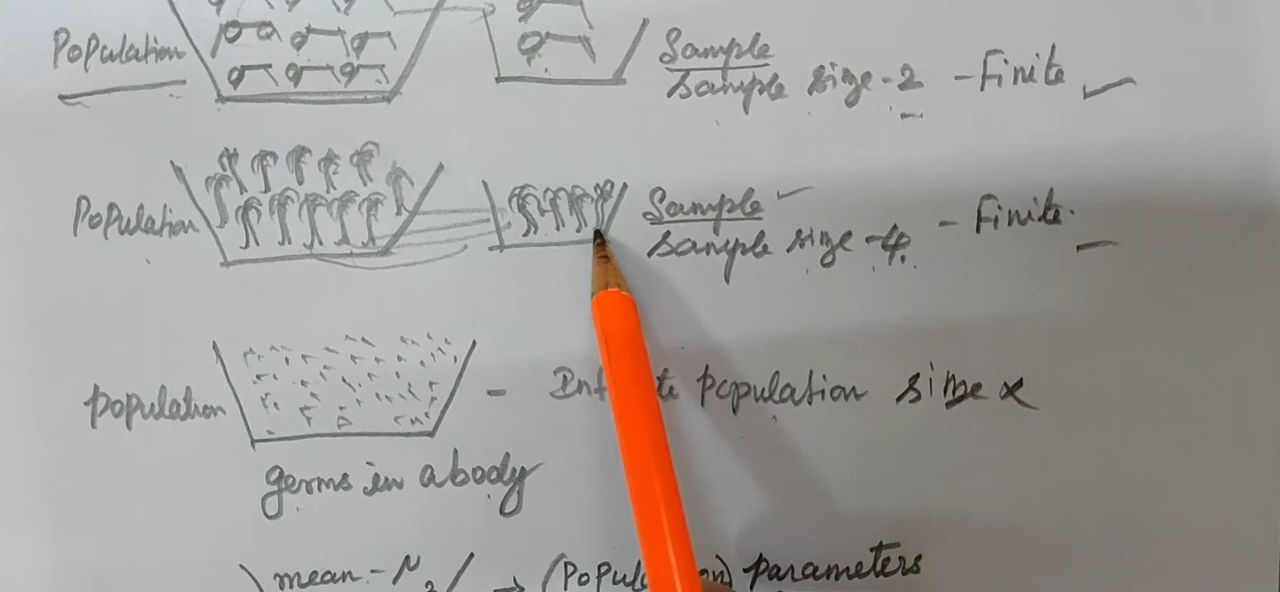 Population
Sample
Sample size - 2 - Finite
Population
Sample
Sample size - 4 - Finite
population - population size ∝
germs in a body
mean - → parameters